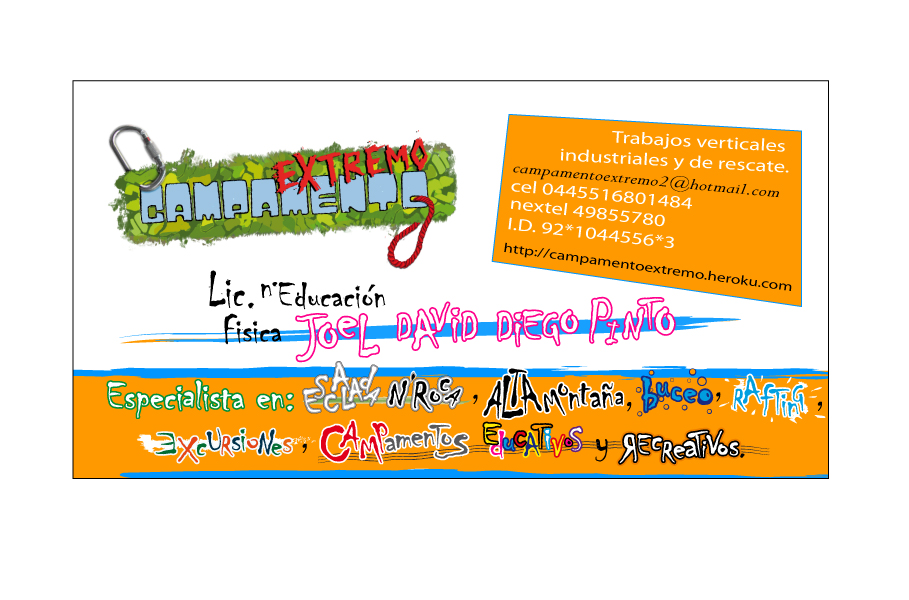 EXTREMO
CAMPAMENTO
Trabajos verticales
industriales y de rescate.
campamentoextremo2@hotmail.com
cel 0445516801484
nextel 49855780
I.D. 92*1044556*3
http://campamentoextremo.heroku.com
Lic. n'Educación
Fisica JOEL DAVID DIEGO PINTO
Especialista en: ESCALADA N'ROCA, ALTA MONTAÑA, buceo, RAFTING,
EXCURSIONES, CAMPAMENTOS EDUCATIVOS y RECREATIVOS.